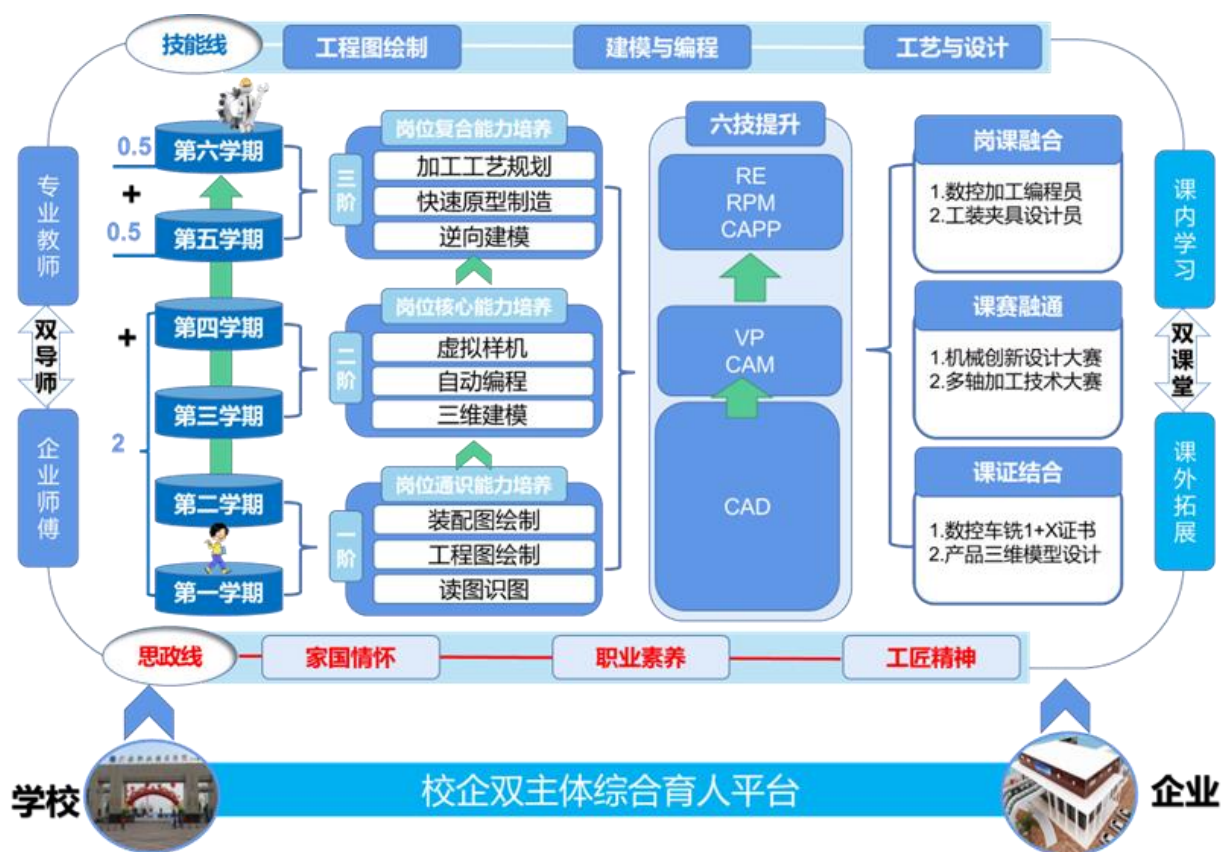 技能线
工程图绘制
建模与编程
工艺与设计
专业教师
双导师
企业师傅
0.5
+
0.5
+
2
第六学期
第五学期
第四学期
第三学期
第二学期
第一学期
三阶
岗位复合能力培养
加工工艺规划
快速原型制造
逆向建模
二阶
岗位核心能力培养
虚拟样机
自动编程
三维建模
一阶
岗位通识能力培养
装配图绘制
工程图绘制
读图识图
六技提升
RE
RPM
CAPP
VP
CAM
CAD
岗课融合
1.数控加工编程员
2.工装夹具设计员
课赛融通
1.机械创新设计大赛
2.多轴加工技术大赛
课证结合
1.数控车铣1+X证书
2.产品三维模型设计
课内学习
双课堂
课外拓展
思政线
家国情怀
职业素养
工匠精神
学校
校企双主体综合育人平台
企业